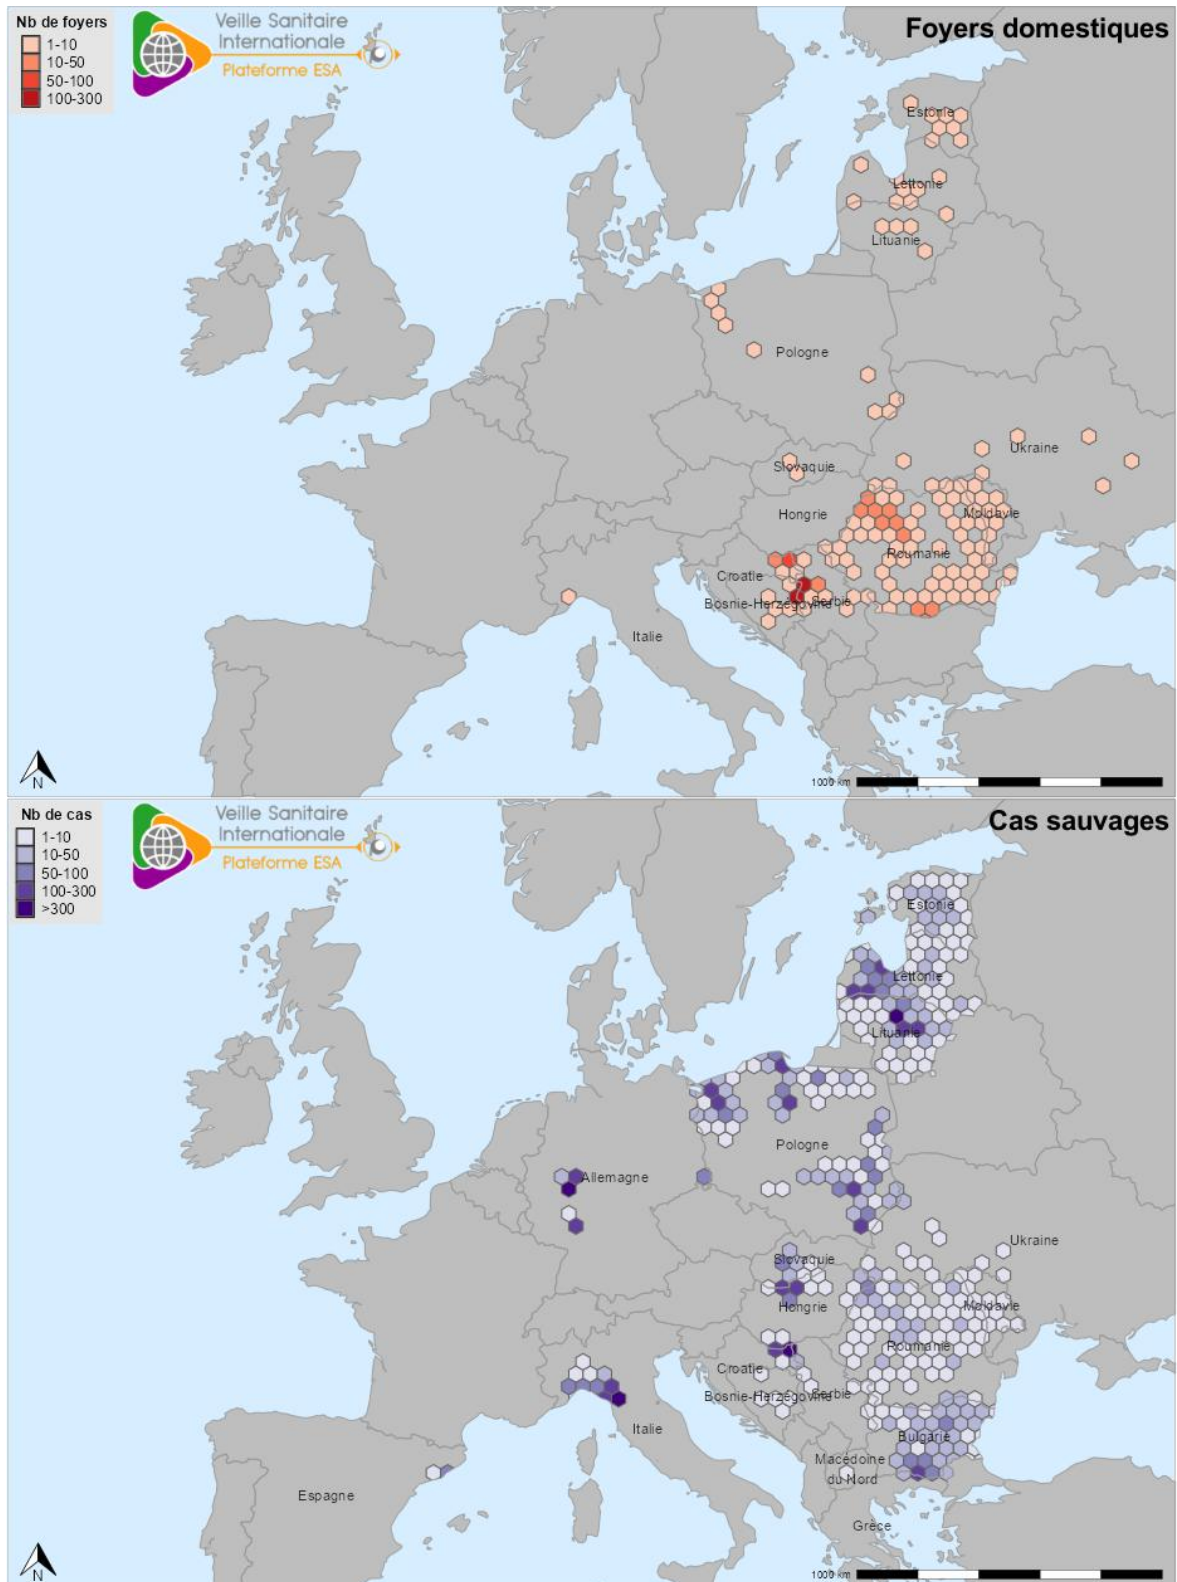 Nb de foyers
1-10
10-50
50-100
100-300
Veille Sanitaire
Internationale
Plateforme ESA
Foyers domestiques
Estonie
Lettonie
Lituanie
Pologne
Ukraine
Slovaquie
Hongrie
Moldavie
Roumanie
Croatie
Bosnie-Herzégovine
Serbie
Italie
N
1000 km
Nb de cas
1-10
10-50
50-100
100-300
>300
Veille Sanitaire
Internationale
Plateforme ESA
Cas sauvages
Estonie
Lettonie
Lituanie
Pologne
Allemagne
Ukraine
Slovaquie
Hongrie
Moldavie
Roumanie
Croatie
Bosnie-Herzégovine
Serbie
Italie
Bulgarie
Macédoine
du Nord
Espagne
Grèce
N
1000 km